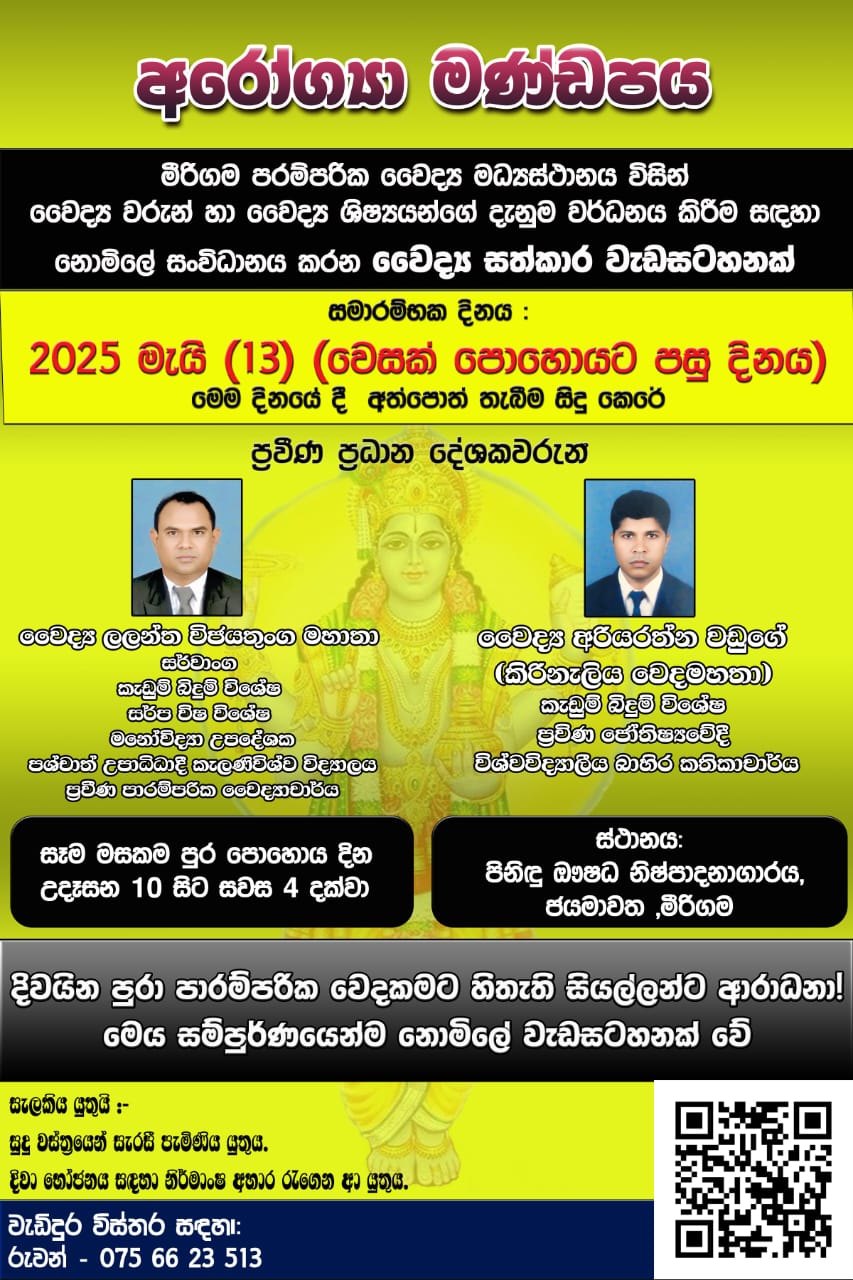 අරෝග්‍යා මණ්ඩපය
මීරිගම පරම්පරික වෛද්‍ය මධ්‍යස්ථානය විසින්
වෛද්‍ය වරුන් හා වෛද්‍ය ශිෂ්‍යයන්ගේ දැනුම වර්ධනය කිරීම සඳහා
නොමිලේ සංවිධානය කරන වෛද්‍ය සත්කාර වැඩසටහනක්
සමාරම්භක දිනය :
2025 මැයි (13) (වෙසක් පොහොයට පසු දිනය)
මෙම දිනයේ දී අත්පොත් තැබීම සිදු කෙරේ
ප්‍රවීණ ප්‍රධාන දේශකවරුන්
වෛද්‍ය ලලන්ත විජයතුංග මහාතා
සර්වාංග
කැඩුම් බිදුම් විශේෂ
සර්ප විෂ විශේෂ
මනෝවිද්‍යා උපදේශක
පශ්චාත් උපාධිධාදී කැලණිවිශ්ව විද්‍යාලය
ප්‍රවීණ පාරම්පරික වෛද්‍යාචාර්ය
වෛද්‍ය අරියරත්න වඩුගේ
(කිරිනැලිය වෙදමහතා)
කැඩුම් බිදුම් විශේෂ
ප්‍රවිණ ජෝතිෂ්‍යවේදී
විශ්වවිද්‍යාලීය බාහිර කතිකාචාර්ය
සෑම මසකම පුර පොහොය දින
උදෑසන 10 සිට සවස 4 දක්වා
ස්ථානය:
පිනිඳු ඖෂධ නිෂ්පාදනාගාරය,
ජයමාවත ,මීරිගම
දිවයින පුරා පාරම්පරික වෙදකමට හිතැති සියල්ලන්ට ආරාධනා!
මෙය සම්පුර්ණයෙන්ම නොමිලේ වැඩසටහනක් වේ
සැලකිය යුතුයි :-
සුදු වස්ත්‍රයෙන් සැරසී පැමිණිය යුතුය.
දිවා භෝජනය සඳහා නිර්මාංෂ අහාර රැගෙන ආ යුතුය.
වැඩිදුර විස්තර සඳහා:
රුවන් - 075 66 23 513